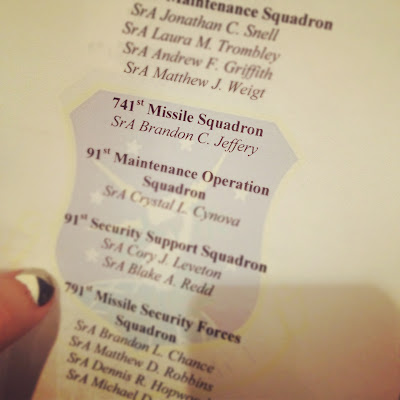 Maintenance Squadron
SrA Jonathan C. Snell
SrA Laura M. Trombley
SrA Andrew F. Griffith
SrA Matthew J. Weigt
741st Missile Squadron
SrA Brandon C. Jeffery
91st Maintenance Operation
Squadron
SrA Crystal L. Cynova
91st Security Support Squadron
SrA Cory J. Leveton
SrA Blake A. Redd
791st Missile Security Forces
Squadron
SrA Brandon L. Chance
SrA Matthew D. Robbins
SrA Dennis R.
SrA Michael D